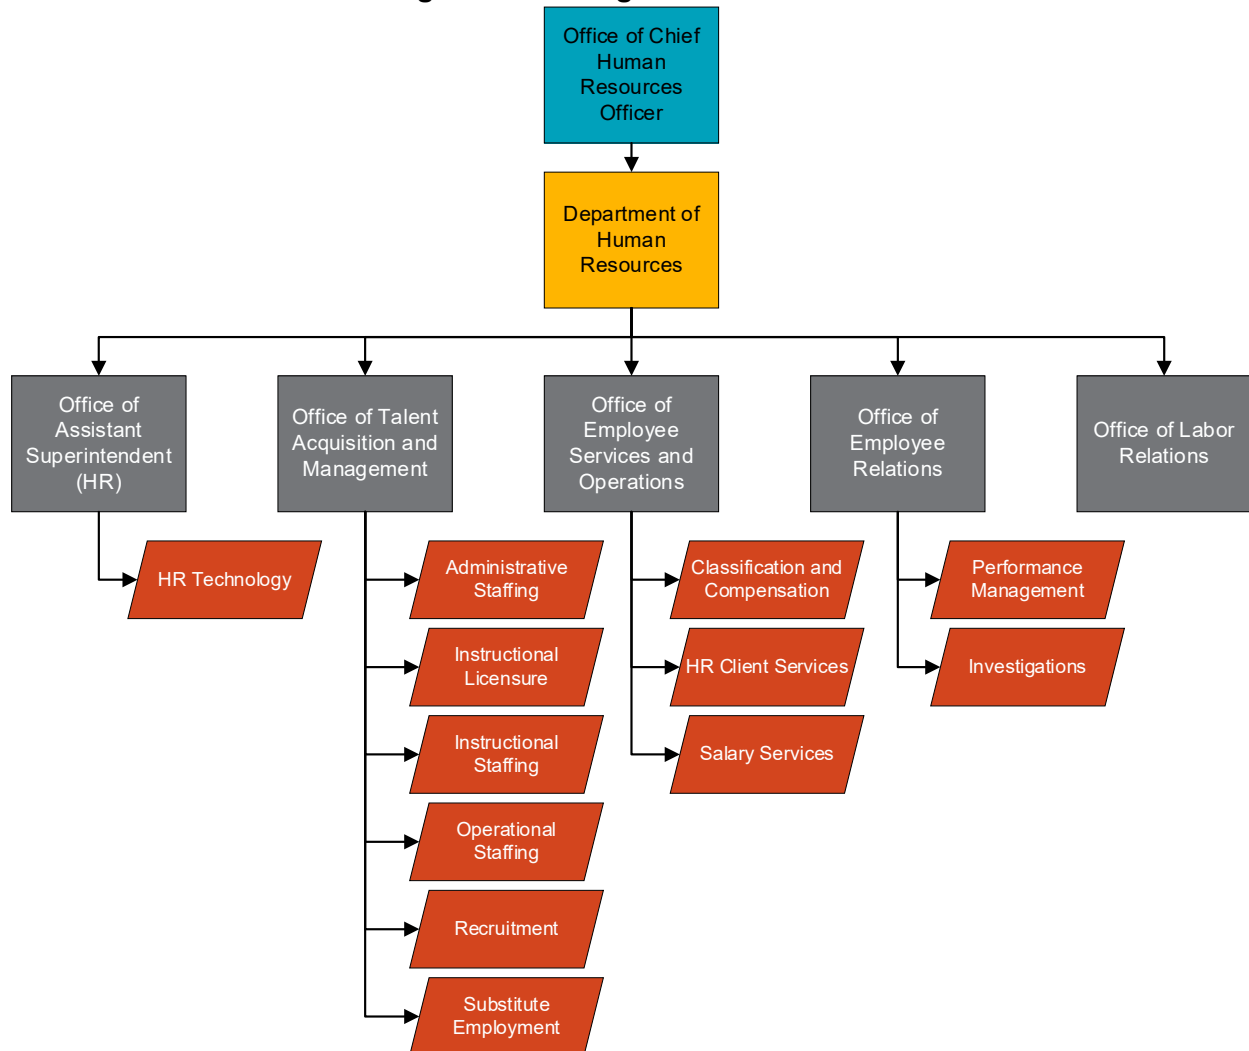 Office of Chief
Human
Resources
Officer
Department of
Human
Resources
Office of
Assistant
Superintendent
(HR)
Office of Talent
Acquisition and
Management
Office of
Employee
Services and
Operations
Office of
Employee
Relations
Office of Labor
Relations
HR Technology
Administrative
Staffing
Instructional
Licensure
Instructional
Staffing
Operational
Staffing
Recruitment
Substitute
Employment
Classification and
Compensation
HR Client Services
Salary Services
Performance
Management
Investigations